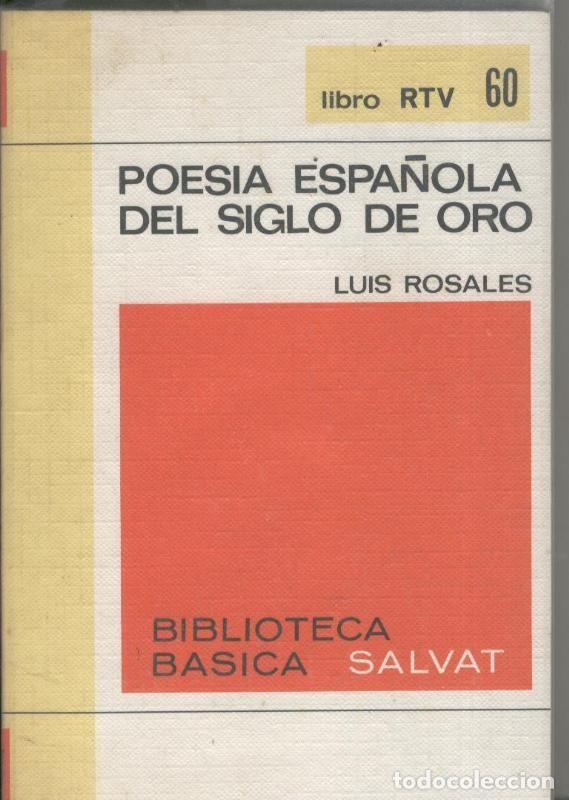 libro RTV 60
POESIA ESPAÑOLA
DEL SIGLO DE ORO
LUIS ROSALES
BIBLIOTECA
BASICA SALVAT
todocoleccion